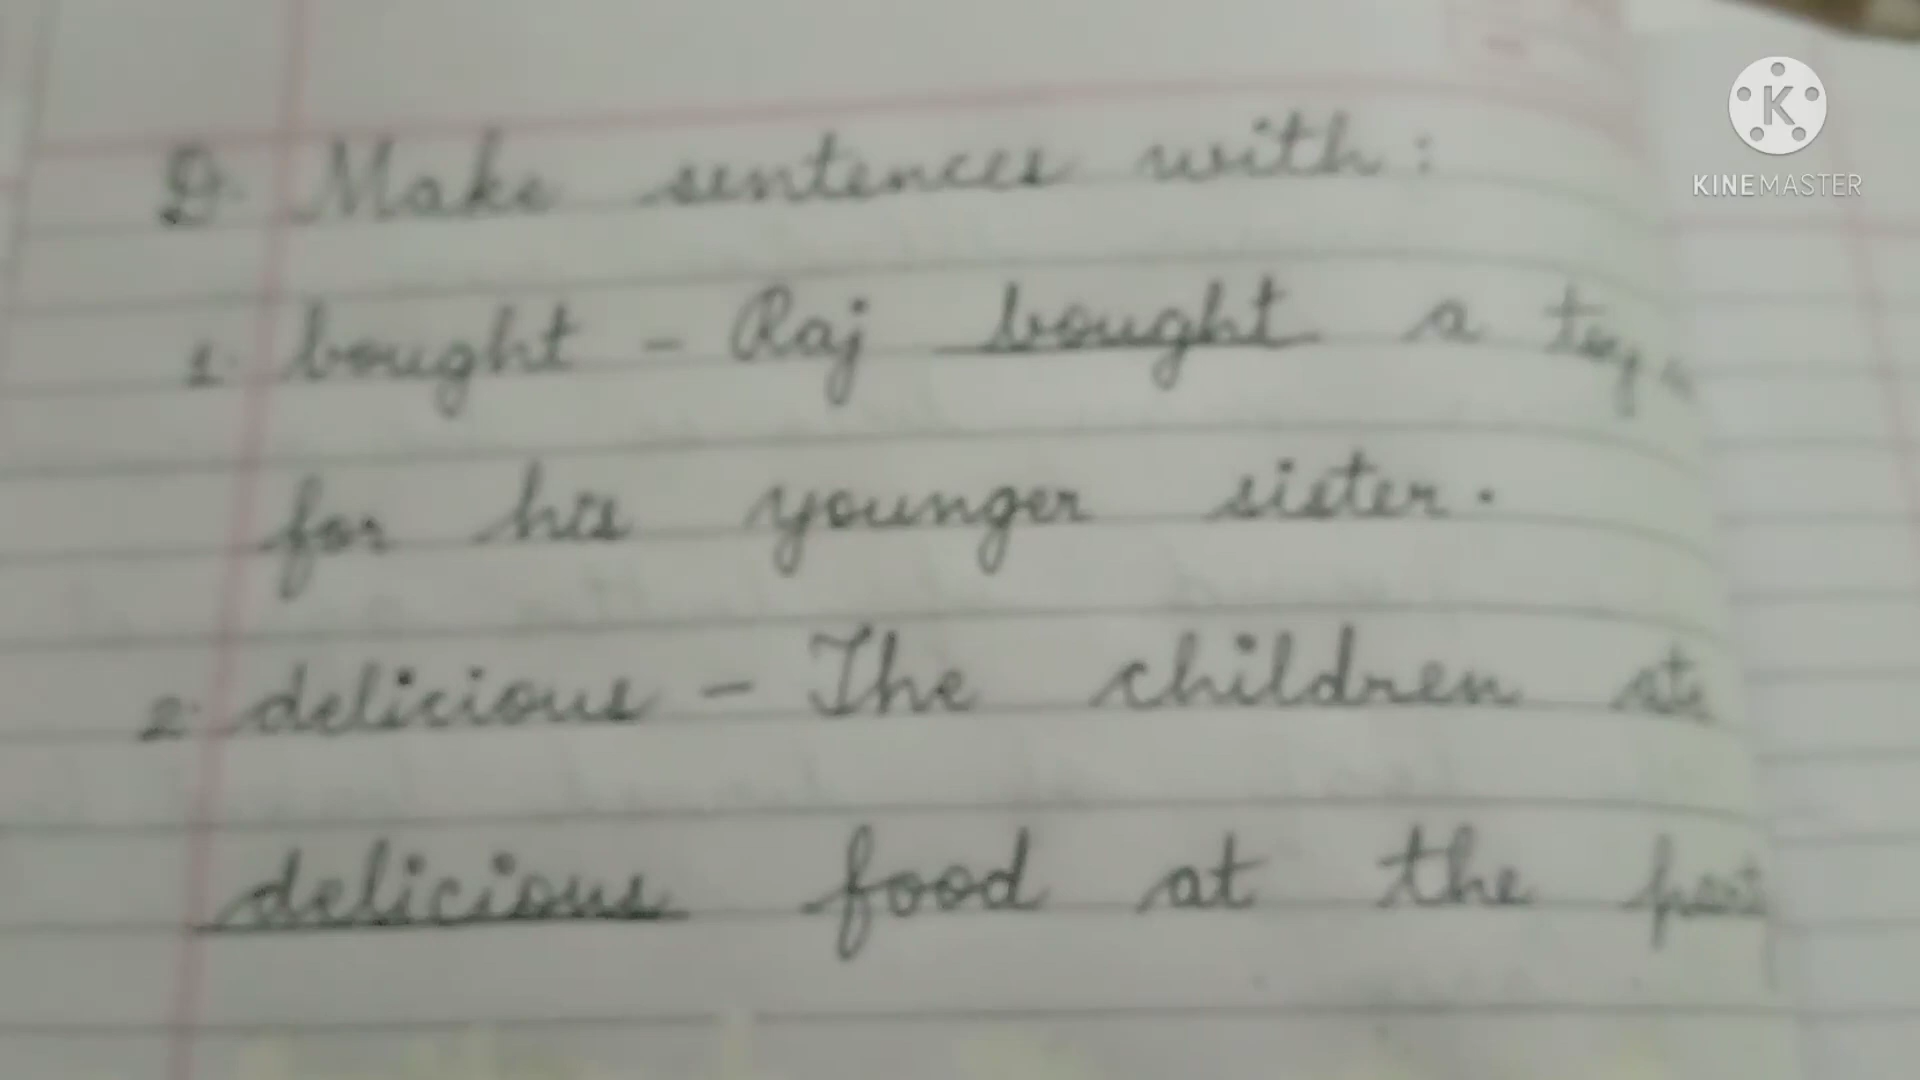 D. Make sentences with:
1. bought - Raj bought a
for his younger sister.
2. delicious - The children
delicious food at the
KINEMASTER